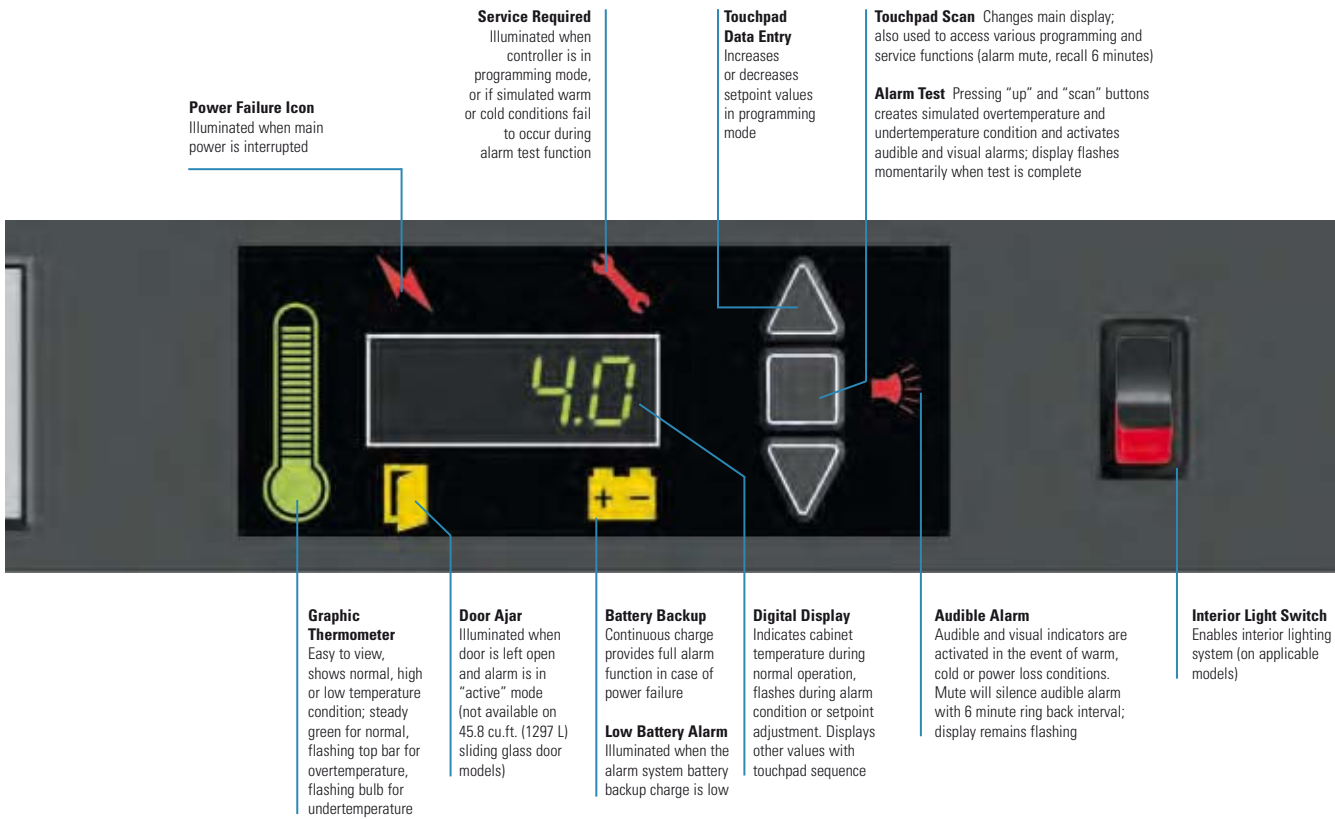 Service Required
Illuminated when
controller is in
programming mode,
or if simulated warm
or cold conditions fail
to occur during
alarm test function
Touchpad
Data Entry
Increases
or decreases
setpoint values
in programming
mode
Touchpad Scan Changes main display;
also used to access various programming and
service functions (alarm mute, recall 6 minutes)
Alarm Test Pressing “up” and “scan” buttons
creates simulated overtemperature and
undertemperature condition and activates
audible and visual alarms; display flashes
momentarily when test is complete
Power Failure Icon
Illuminated when main
power is interrupted
4.0
+ −
Graphic
Thermometer
Easy to view,
shows normal, high
or low temperature
condition; steady
green for normal,
flashing top bar for
overtemperature,
flashing bulb for
undertemperature
Door Ajar
Illuminated when
door is left open
and alarm is in
“active” mode
(not available on
45.8 cu.ft. (1297 L)
sliding glass door
models)
Battery Backup
Continuous charge
provides full alarm
function in case of
power failure
Low Battery Alarm
Illuminated when the
alarm system battery
backup charge is low
Digital Display
Indicates cabinet
temperature during
normal operation,
flashes during alarm
condition or setpoint
adjustment. Displays
other values with
touchpad sequence
Audible Alarm
Audible and visual indicators are
activated in the event of warm,
cold or power loss conditions.
Mute will silence audible alarm
with 6 minute ring back interval;
display remains flashing
Interior Light Switch
Enables interior lighting
system (on applicable
models)